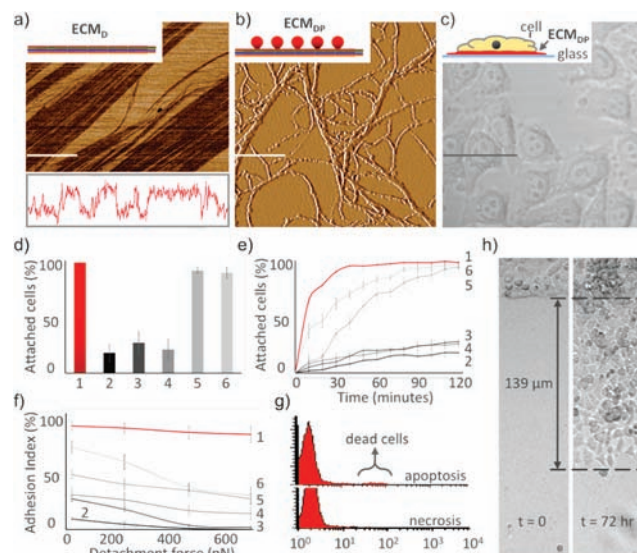 a) ECM_D
b) ECM_DP
c) cell ECM_DP
glass
d)
Attached cells (%)
100
50
0
1 2 3 4 5 6
e)
Attached cells (%)
100
50
0
0 30 60 90 120
Time (minutes)
1
6
5
3
4
2
f)
Adhesion Index (%)
100
50
0
0 200 400 600
Detachment force (pN)
1
6
5
4
2
3
g)
dead cells
apoptosis
necrosis
10⁰ 10¹ 10² 10³ 10⁴
h)
139 μm
t = 0
t = 72 hr